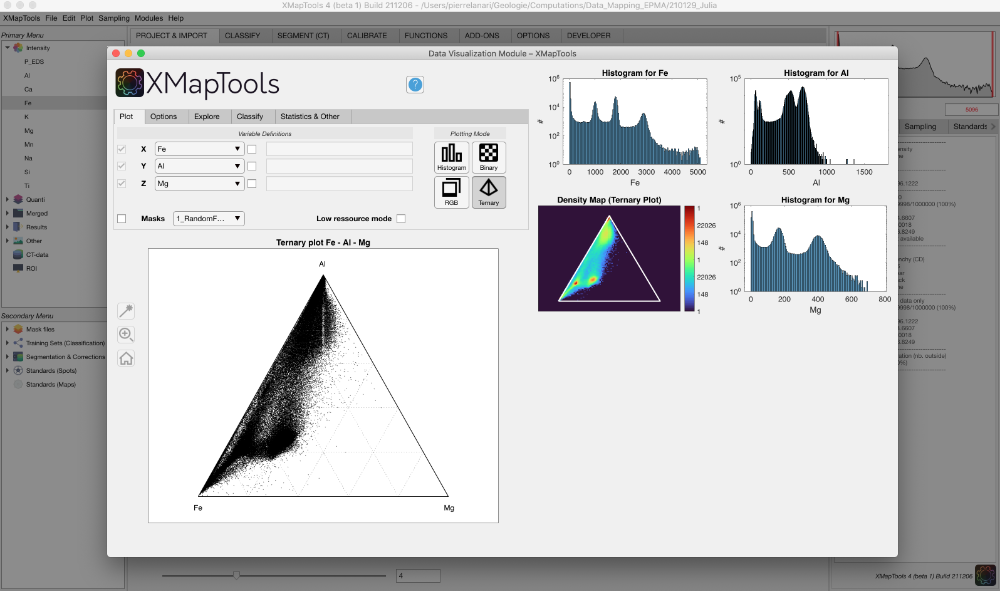 XMapTools 4 (beta 1) Build 211206 - /Users/pierrelanari/Geologie/Computations/Data_Mapping_EPMA/210129_Julia
XMapTools File Edit Plot Sampling Modules Help
Primary Menu
PROJECT & IMPORT CLASSIFY SEGMENT (CT) CALIBRATE FUNCTIONS ADD-ONS OPTIONS DEVELOPER
Intensity
P_EDS
Al
Ca
Fe
K
Mg
Mn
Na
Si
Ti
Quanti
Merged
Results
Other
CT-data
ROI
Secondary Menu
Mask files
Training Sets (Classification)
Segmentation & Corrections
Standards (Spots)
Standards (Maps)
Data Visualization Module – XMapTools
XMapTools
?
Plot Options Explore Classify Statistics & Other
Variable Definitions
Plotting Mode
X Fe
Y Al
Z Mg
Histogram Binary
RGB Ternary
Masks 1_RandomF... Low ressource mode
Ternary plot Fe - Al - Mg
Al
Fe Mg
Histogram for Fe
10^6
10^4
10^2
10^0
#
0 1000 2000 3000 4000 5000
Fe
Histogram for Al
10^5
10^0
#
0 500 1000 1500
Al
Density Map (Ternary Plot)
1
22026
148
1
22026
148
1
Histogram for Mg
10^6
10^4
10^2
10^0
#
0 200 400 600 800
Mg
Sampling Standards
data only
4
XMapTools 4 (beta 1) Build 211206